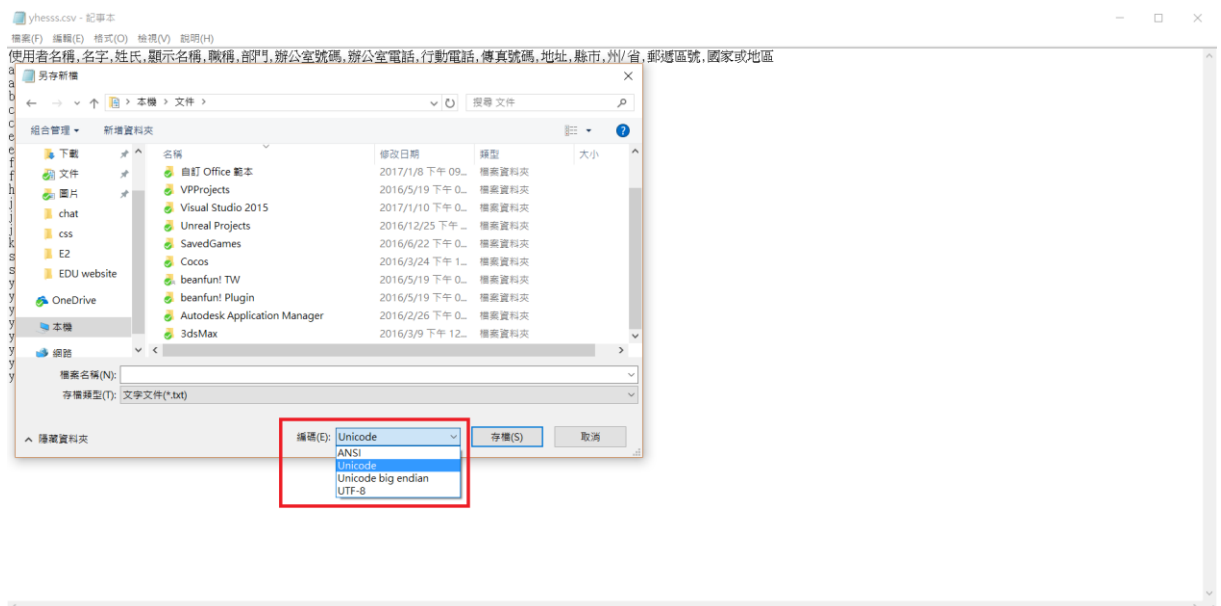 yhesss.csv - 記事本
檔案(F) 編輯(E) 格式(O) 檢視(V) 說明(H)
使用者名稱,名字,姓氏,顯示名稱,職稱,部門,辦公室號碼,辦公室電話,行動電話,傳真號碼,地址,縣市,州/省,郵遞區號,國家或地區
a
a
b
c
c
e
e
f
f
h
j
j
j
k
s
s
y
y
y
y
y
y
y
y
另存新檔
本機 > 文件 >
搜尋 文件
組合管理 新增資料夾
下載
文件
圖片
chat
css
E2
EDU website
OneDrive
本機
網路
名稱 修改日期 類型 大小
自訂 Office 範本 2017/1/8 下午 09... 檔案資料夾
VPProjects 2016/5/19 下午 0... 檔案資料夾
Visual Studio 2015 2017/1/10 下午 0... 檔案資料夾
Unreal Projects 2016/12/25 下午 ... 檔案資料夾
SavedGames 2016/6/22 下午 0... 檔案資料夾
Cocos 2016/3/24 下午 1... 檔案資料夾
beanfun! TW 2016/5/19 下午 0... 檔案資料夾
beanfun! Plugin 2016/5/19 下午 0... 檔案資料夾
Autodesk Application Manager 2016/2/26 下午 0... 檔案資料夾
3dsMax 2016/3/9 下午 12... 檔案資料夾
檔案名稱(N):
存檔類型(T): 文字文件(*.txt)
隱藏資料夾 編碼(E): Unicode 存檔(S) 取消
ANSI
Unicode
Unicode big endian
UTF-8